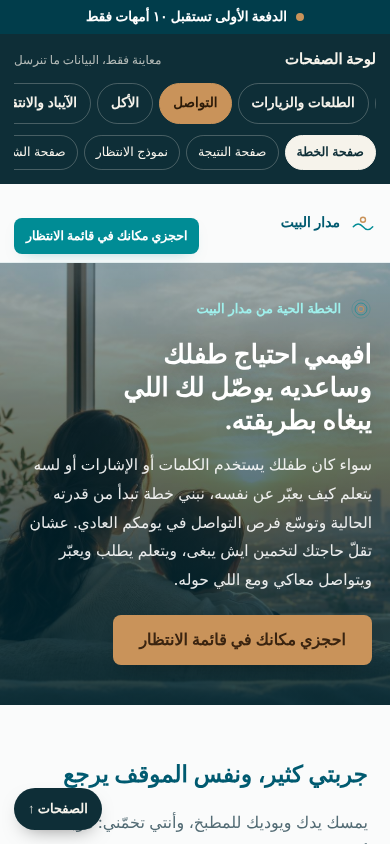 الدفعة الأولى تستقبل ١٠ أمهات فقط
لوحة الصفحات
معاينة فقط، البيانات ما تنرسل
الطلعات والزيارات
التواصل
الأكل
صفحة الخطة
صفحة النتيجة
نموذج الانتظار
صفحة
مدار البيت
احجزي مكانك في قائمة الانتظار
الخطة الحية من مدار البيت
افهمي احتياج طفلك
وساعديه يوصّل لك اللي
يبغاه بطريقته.
سواء كان طفلك يستخدم الكلمات أو الإشارات أو لسه
يتعلم كيف يعبّر عن نفسه، نبني خطة تبدأ من قدرته
الحالية وتوسّع فرص التواصل في يومكم العادي. عشان
تقلّ حاجتك لتخمين ايش يبغى، ويتعلم يطلب ويعبّر
ويتواصل معاكي ومع اللي حوله.
احجزي مكانك في قائمة الانتظار
جربتي كثير، ونفس الموقف يرجع
يمسك يدك ويوديك للمطبخ، وأنتي تخمّني:
الصفحات ↑